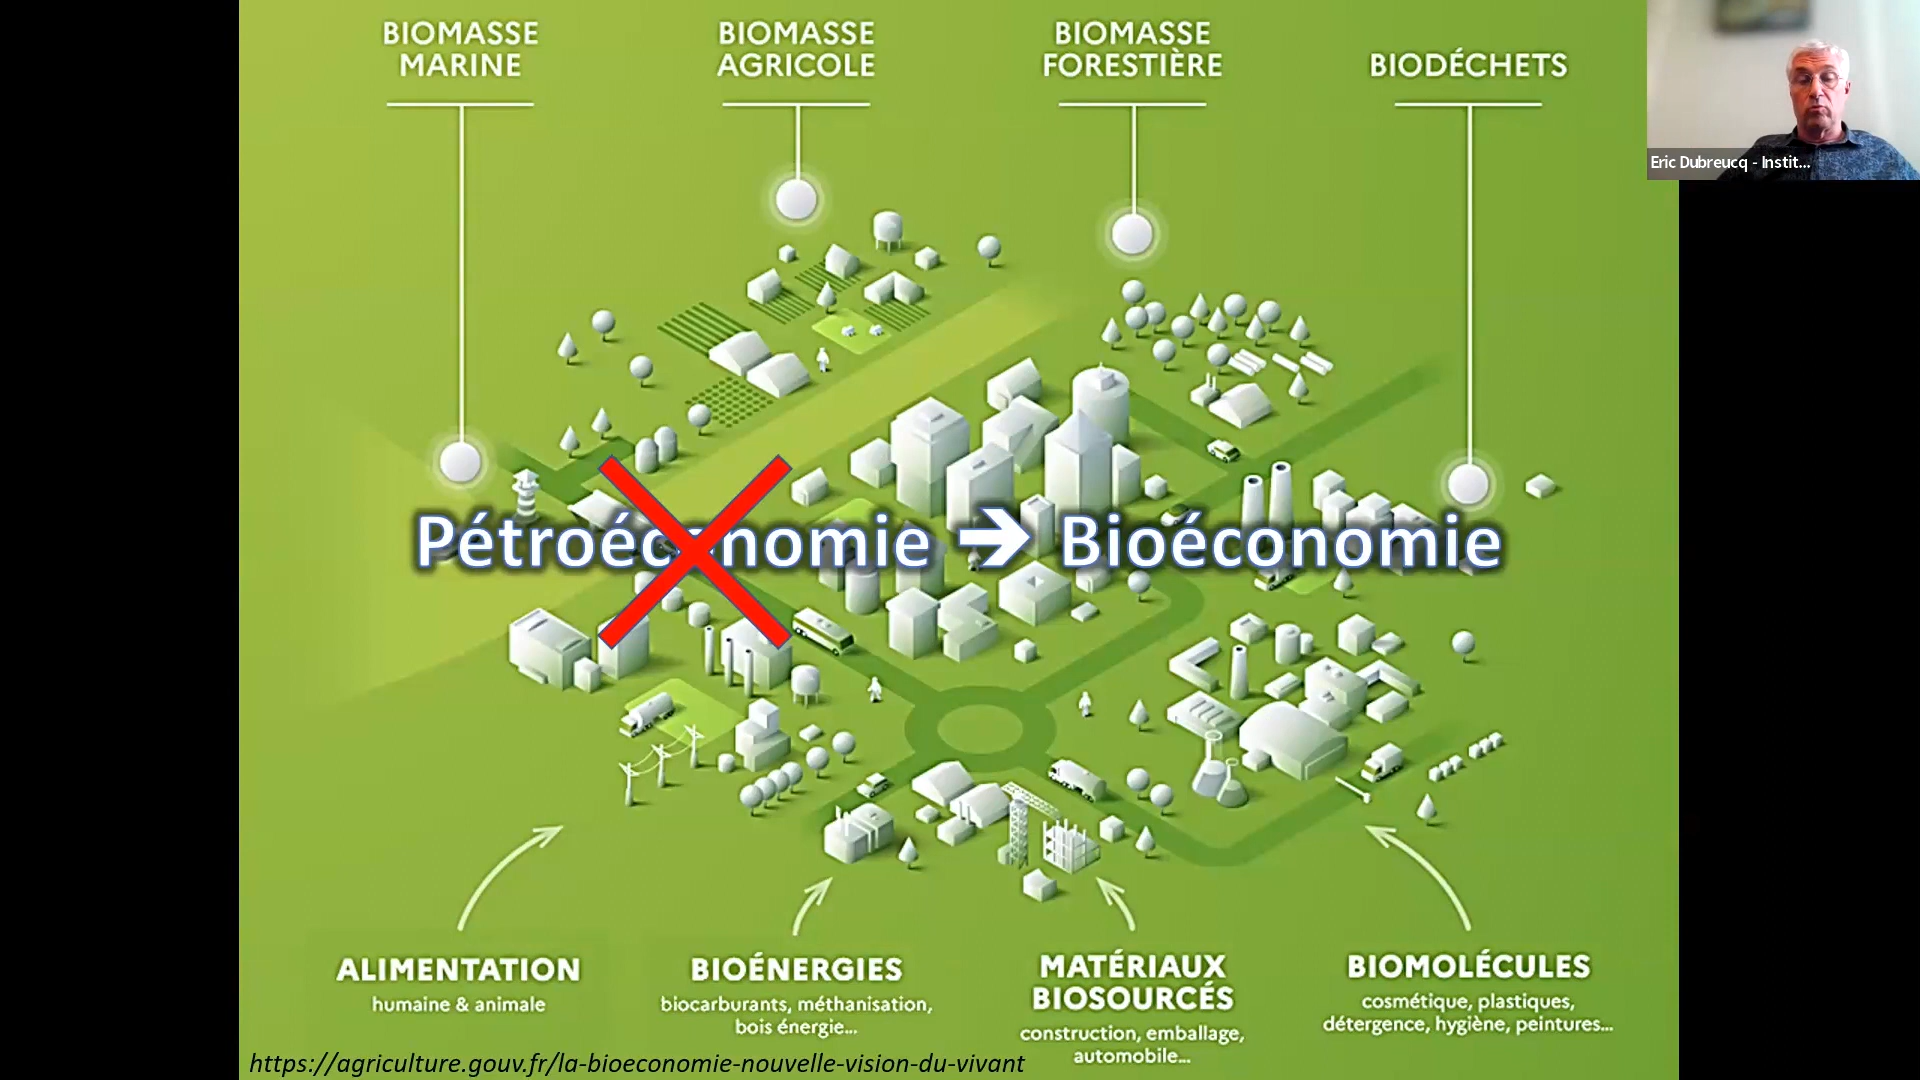 BIOMASSE
MARINE
BIOMASSE
AGRICOLE
BIOMASSE
FORESTIÈRE
BIODÉCHETS
Eric Dubreucq - Instit...
Pétroéconomie → Bioéconomie
ALIMENTATION
humaine & animale
BIOÉNERGIES
biocarburants, méthanisation,
bois énergie...
MATÉRIAUX
BIOSOURCÉS
construction, emballage,
automobile...
BIOMOLÉCULES
cosmétique, plastiques,
détergence, hygiène, peintures...
https://agriculture.gouv.fr/la-bioeconomie-nouvelle-vision-du-vivant